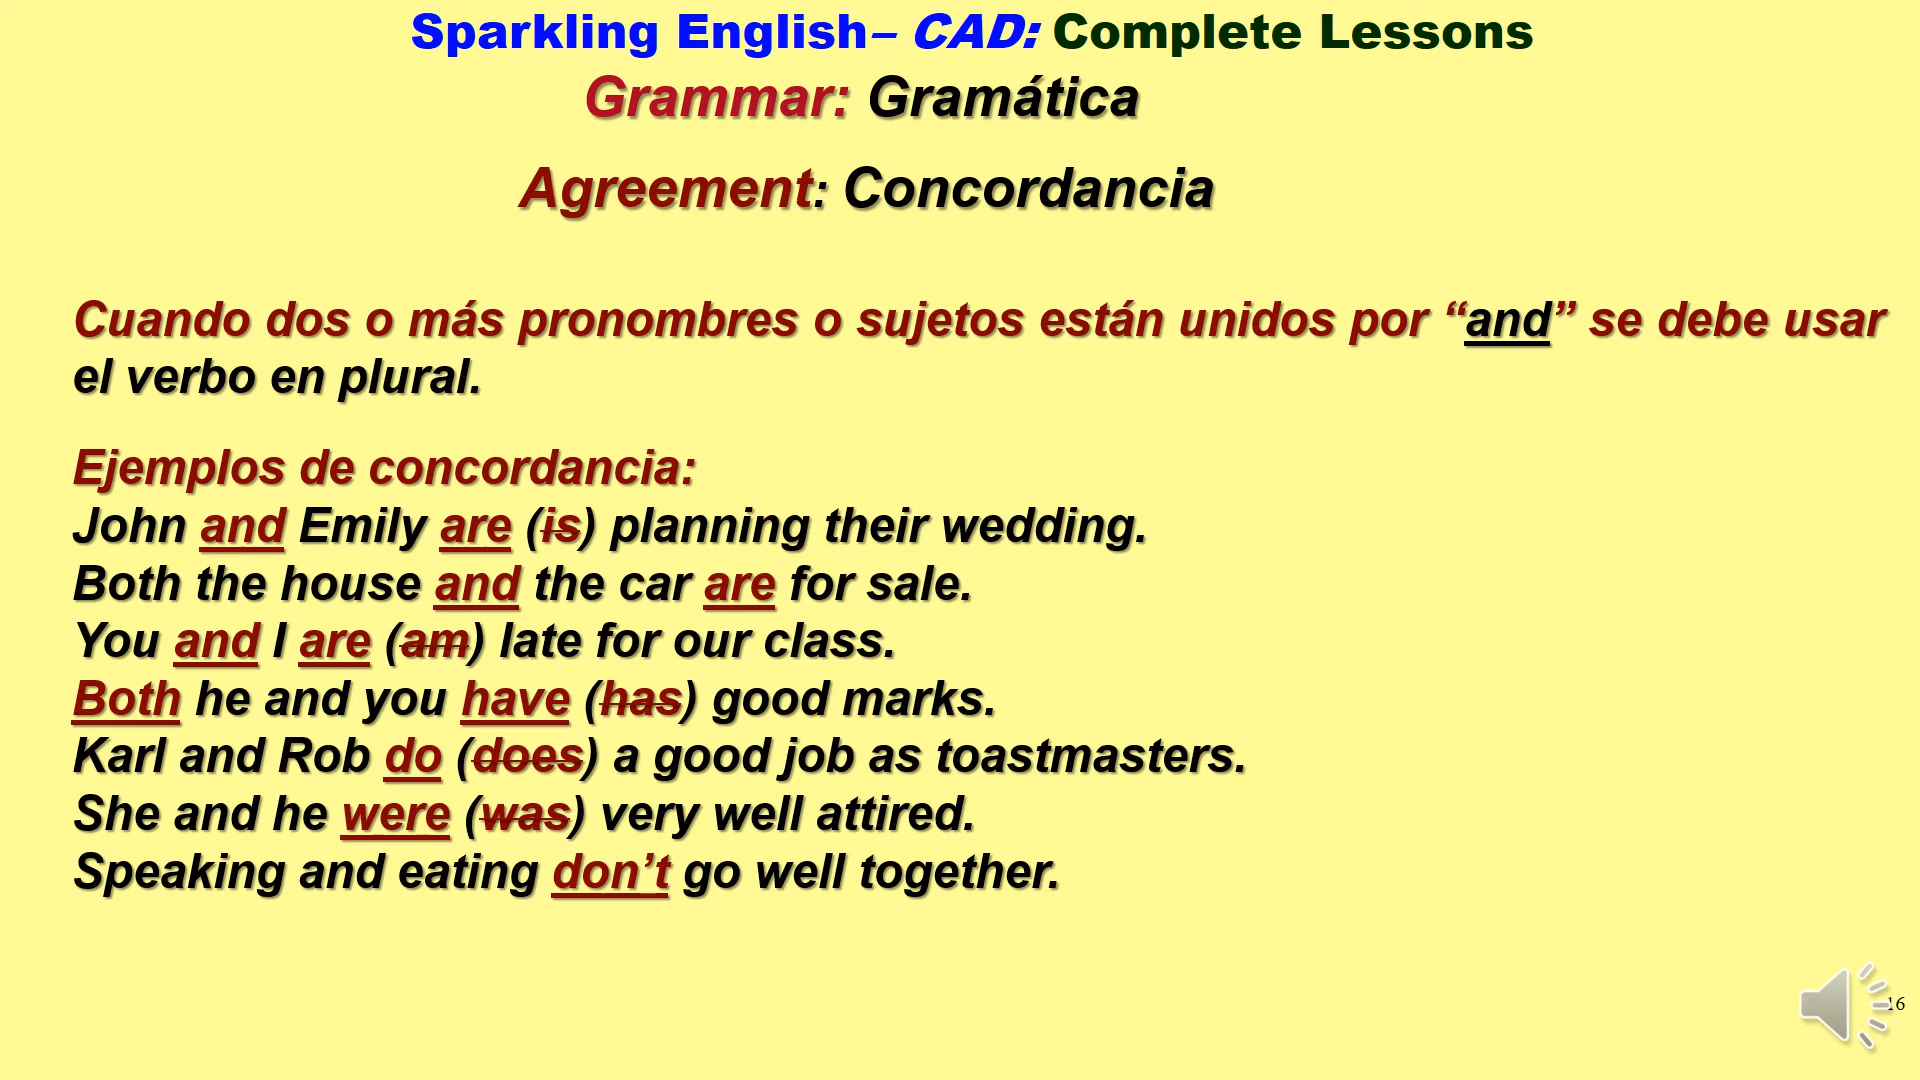 Sparkling English– CAD: Complete Lessons
Grammar: Gramática
Agreement: Concordancia
Cuando dos o más pronombres o sujetos están unidos por “and” se debe usar
el verbo en plural.
Ejemplos de concordancia:
John and Emily are (is) planning their wedding.
Both the house and the car are for sale.
You and I are (am) late for our class.
Both he and you have (has) good marks.
Karl and Rob do (does) a good job as toastmasters.
She and he were (was) very well attired.
Speaking and eating don’t go well together.
16